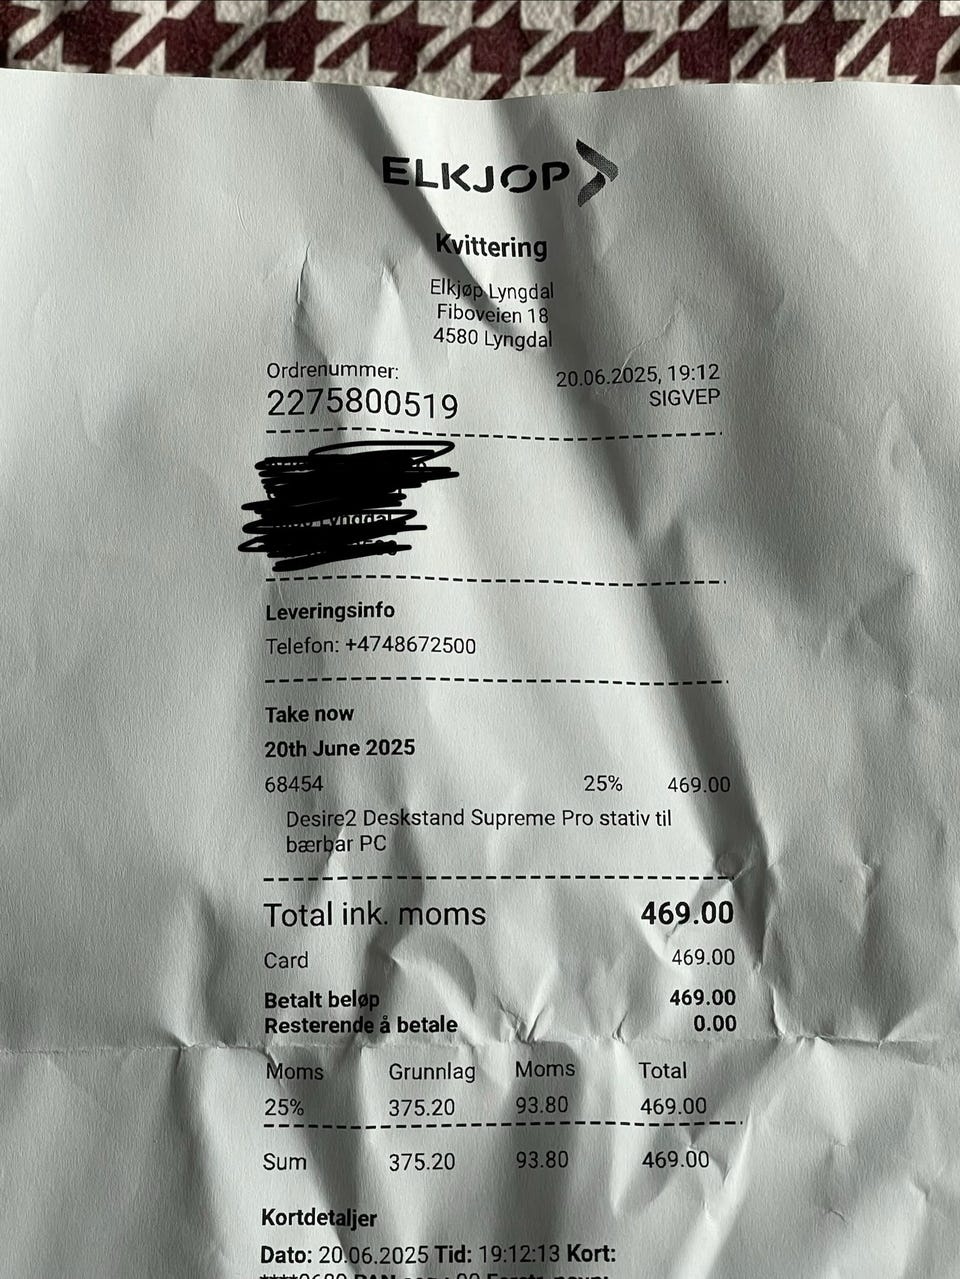 ELKJØP
Kvittering
Elkjøp Lyngdal
Fiboveien 18
4580 Lyngdal
Ordrenummer:
2275800519
20.06.2025, 19:12
SIGVEP
Lyngdal
Leveringsinfo
Telefon: +4748672500
Take now
20th June 2025
68454 25% 469.00
Desire2 Deskstand Supreme Pro stativ til
bærbar PC
Total ink. moms 469.00
Card 469.00
Betalt beløp 469.00
Resterende å betale 0.00
Moms Grunnlag Moms Total
25% 375.20 93.80 469.00
Sum 375.20 93.80 469.00
Kortdetaljer
Dato: 20.06.2025 Tid: 19:12:13 Kort: